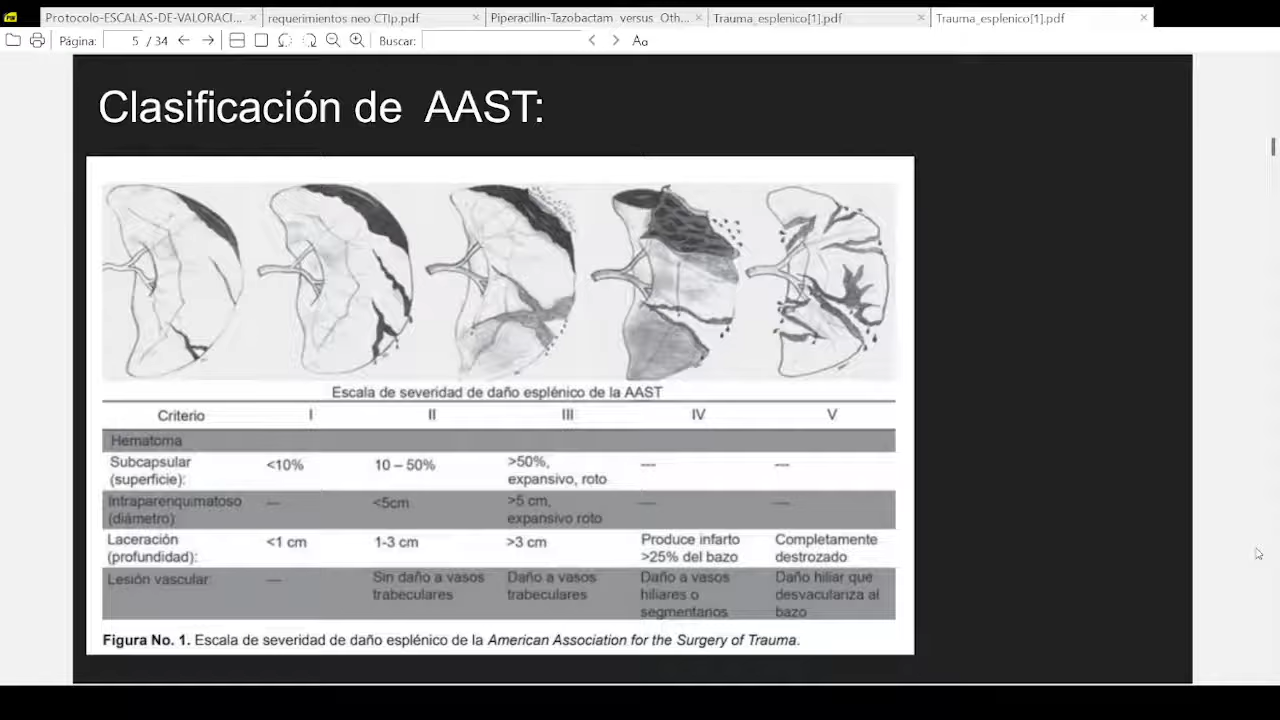 Protocolo-ESCALAS-DE-VALORACI... × requerimientos neo CTIp.pdf × Piperacillin-Tazobactam versus Oth... × Trauma_esplenico[1].pdf × Trauma_esplenico[1].pdf ×
Página: 5 / 34 Buscar: Aa
Clasificación de AAST:
Escala de severidad de daño esplénico de la AAST
Criterio I II III IV V
Hematoma
Subcapsular (superficie): <10% 10 – 50% >50%, expansivo, roto — —
Intraparenquimatoso (diámetro): — <5cm >5 cm, expansivo roto — —
Laceración (profundidad): <1 cm 1-3 cm >3 cm Produce infarto >25% del bazo Completamente destrozado
Lesión vascular — Sin daño a vasos trabeculares Daño a vasos trabeculares Daño a vasos hiliares o segmentarios Daño hiliar que desvaculariza al bazo
Figura No. 1. Escala de severidad de daño esplénico de la American Association for the Surgery of Trauma.